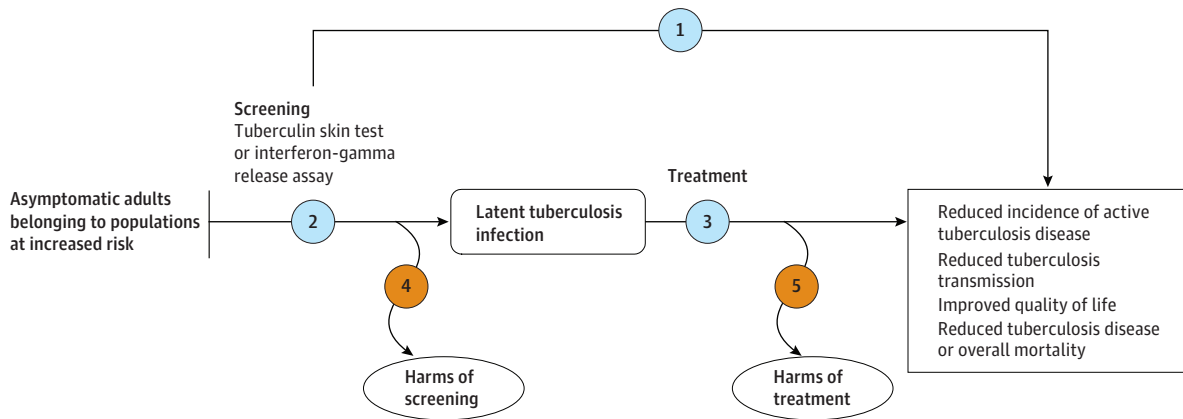 1
Screening
Tuberculin skin test
or interferon-gamma
release assay
Asymptomatic adults
belonging to populations
at increased risk
2
Latent tuberculosis
infection
Treatment
3
4
Harms of
screening
5
Harms of
treatment
Reduced incidence of active
tuberculosis disease
Reduced tuberculosis
transmission
Improved quality of life
Reduced tuberculosis disease
or overall mortality